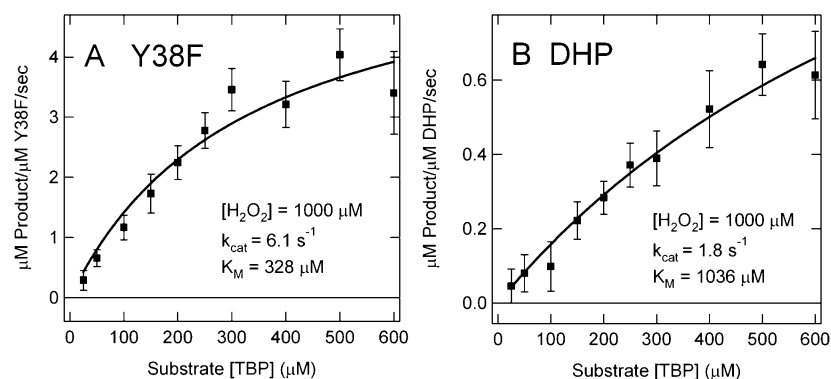 A Y38F
μM Product/μM Y38F/sec
4
3
2
1
0
[H₂O₂] = 1000 μM
kcat = 6.1 s⁻¹
KM = 328 μM
0 100 200 300 400 500 600
Substrate [TBP] (μM)
B DHP
μM Product/μM DHP/sec
0.6
0.4
0.2
0.0
[H₂O₂] = 1000 μM
kcat = 1.8 s⁻¹
KM = 1036 μM
0 100 200 300 400 500 600
Substrate [TBP] (μM)